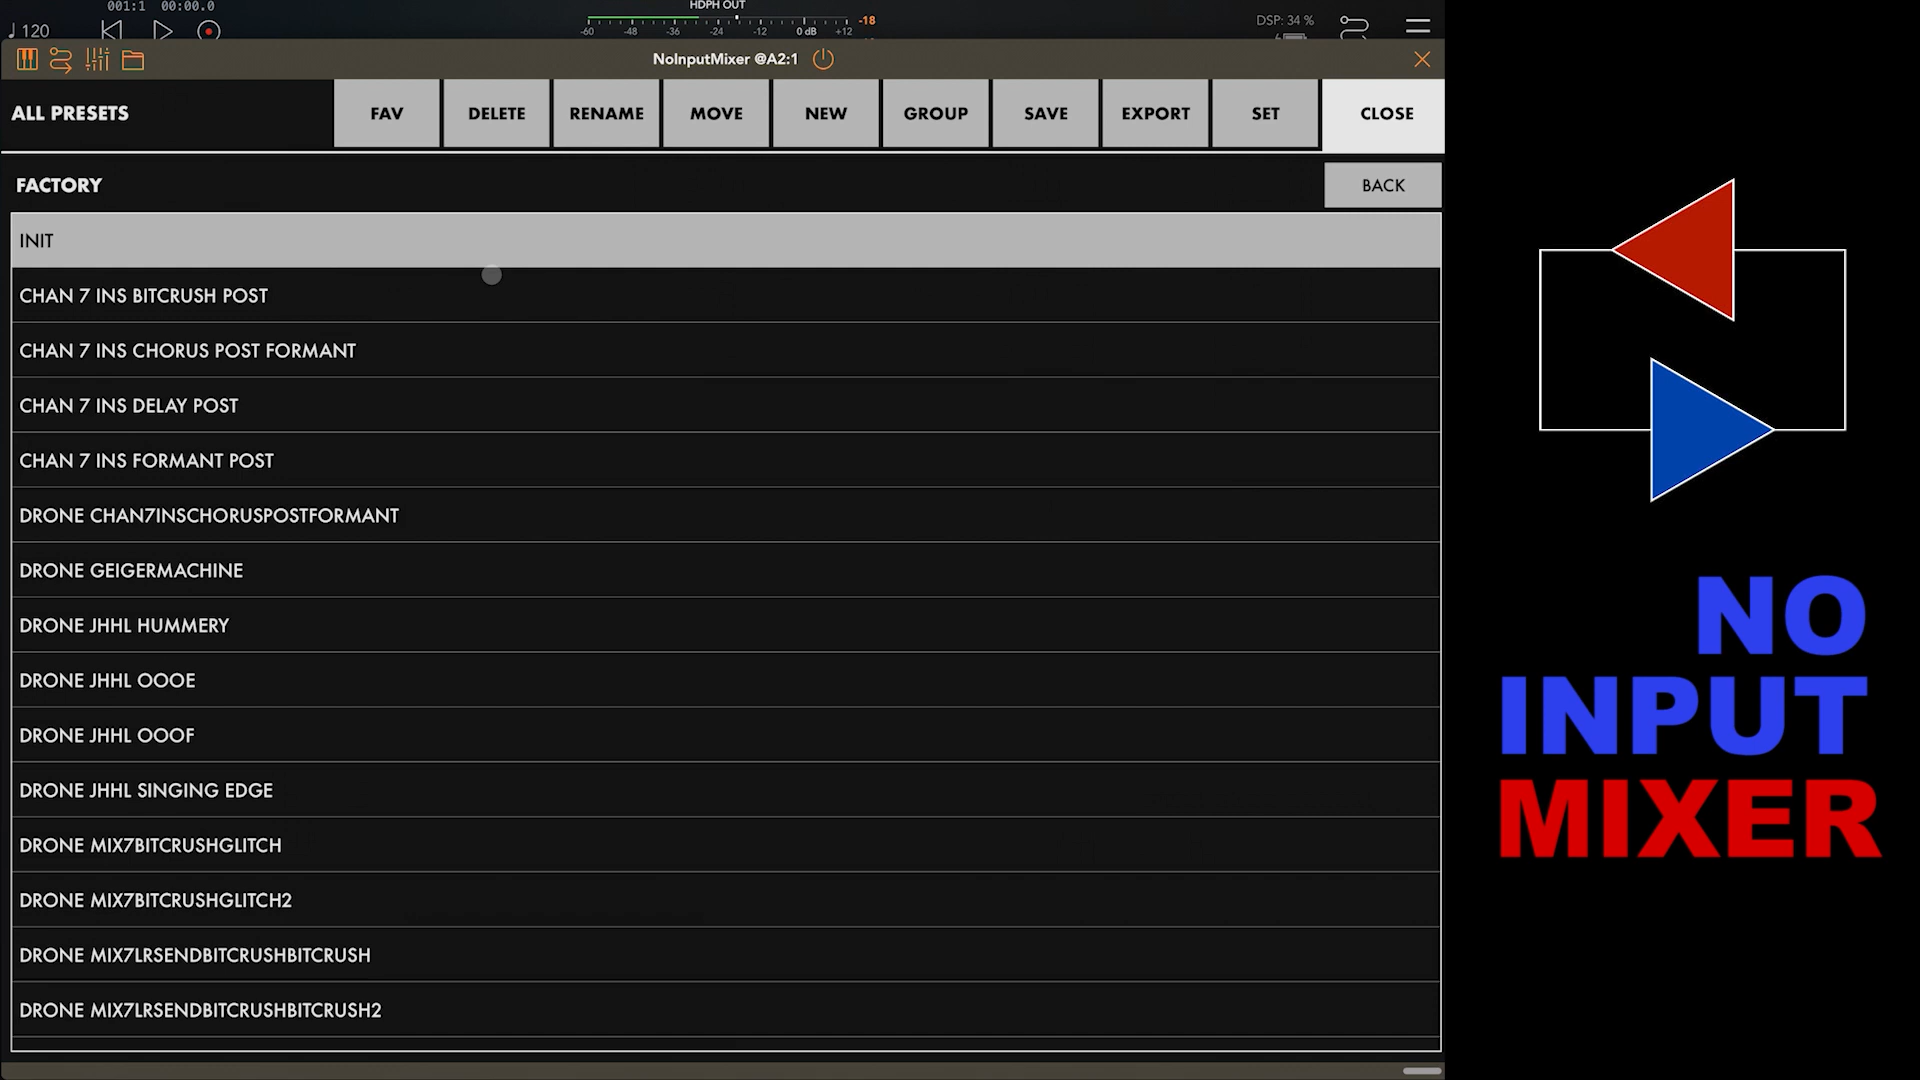 001:1 00:00.0
HDPH OUT
120
-60 -48 -36 -24 -12 0 dB +12
-18
DSP: 34 %
NoInputMixer @A2:1
ALL PRESETS
FAV
DELETE
RENAME
MOVE
NEW
GROUP
SAVE
EXPORT
SET
CLOSE
FACTORY
BACK
INIT
CHAN 7 INS BITCRUSH POST
CHAN 7 INS CHORUS POST FORMANT
CHAN 7 INS DELAY POST
CHAN 7 INS FORMANT POST
DRONE CHAN7INSCHORUSPOSTFORMANT
DRONE GEIGERMACHINE
DRONE JHHL HUMMERY
DRONE JHHL OOOE
DRONE JHHL OOOF
DRONE JHHL SINGING EDGE
DRONE MIX7BITCRUSHGLITCH
DRONE MIX7BITCRUSHGLITCH2
DRONE MIX7LRSENDBITCRUSHBITCRUSH
DRONE MIX7LRSENDBITCRUSHBITCRUSH2
NO
INPUT
MIXER